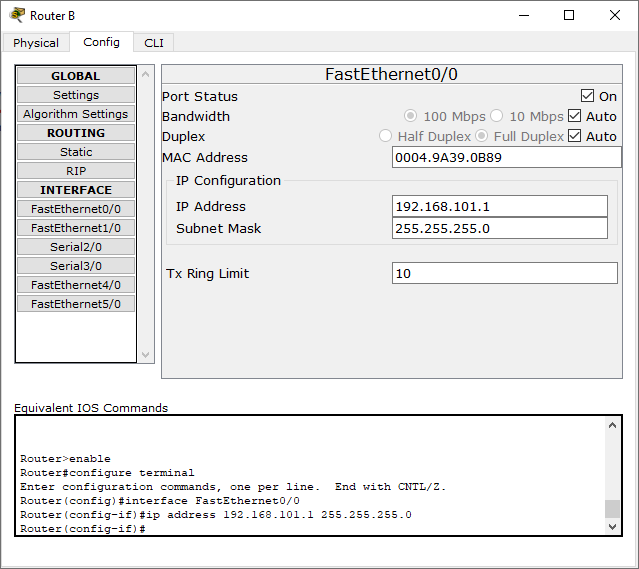 Router B
Physical Config CLI
GLOBAL
Settings
Algorithm Settings
ROUTING
Static
RIP
INTERFACE
FastEthernet0/0
FastEthernet1/0
Serial2/0
Serial3/0
FastEthernet4/0
FastEthernet5/0
FastEthernet0/0
Port Status On
Bandwidth 100 Mbps 10 Mbps Auto
Duplex Half Duplex Full Duplex Auto
MAC Address 0004.9A39.0B89
IP Configuration
IP Address 192.168.101.1
Subnet Mask 255.255.255.0
Tx Ring Limit 10
Equivalent IOS Commands
Router>enable
Router#configure terminal
Enter configuration commands, one per line.  End with CNTL/Z.
Router(config)#interface FastEthernet0/0
Router(config-if)#ip address 192.168.101.1 255.255.255.0
Router(config-if)#